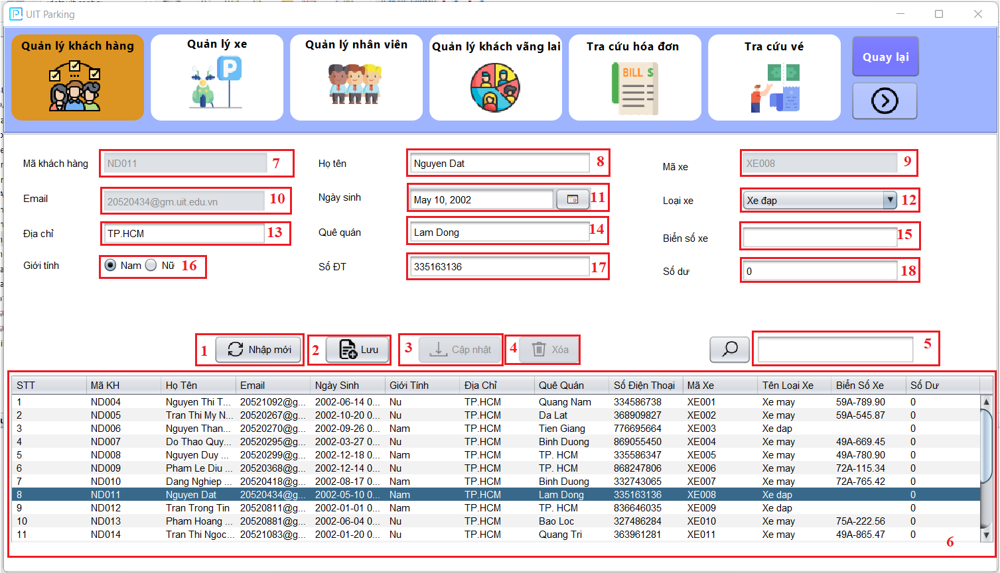 UIT Parking
Quản lý khách hàng
Quản lý xe
Quản lý nhân viên
Quản lý khách vãng lai
Tra cứu hóa đơn
Tra cứu vé
Quay lại
P
BILL $
Mã khách hàng ND011 7 Họ tên Nguyen Dat 8 Mã xe XE008 9
Email 20520434@gm.uit.edu.vn 10 Ngày sinh May 10, 2002 11 Loại xe Xe đạp 12
Địa chỉ TP.HCM 13 Quê quán Lam Dong 14 Biển số xe 15
Giới tính Nam Nữ 16 Số ĐT 335163136 17 Số dư 0 18
1 Nhập mới 2 Lưu 3 Cập nhật 4 Xóa 5
STT Mã KH Họ Tên Email Ngày Sinh Giới Tính Địa Chỉ Quê Quán Số Điện Thoại Mã Xe Tên Loại Xe Biển Số Xe Số Dư
1 ND004 Nguyen Thi T... 20521092@g... 2002-06-14 0... Nu TP.HCM Quang Nam 334586738 XE001 Xe may 59A-789.90 0
2 ND005 Tran Thi My N... 20520267@g... 2002-10-20 0... Nu TP.HCM Da Lat 368909827 XE002 Xe may 59A-545.87 0
3 ND006 Nguyen Than... 20520270@g... 2002-09-26 0... Nam TP.HCM Tien Giang 776695664 XE003 Xe dap 0
4 ND007 Do Thao Quy... 20520295@g... 2002-03-27 0... Nu TP.HCM Binh Duong 869055450 XE004 Xe may 49A-669.45 0
5 ND008 Nguyen Duy ... 20520299@g... 2002-12-18 0... Nam TP.HCM TP. HCM 335586347 XE005 Xe may 49A-780.90 0
6 ND009 Pham Le Diu ... 20520368@g... 2002-12-14 0... Nu TP.HCM TP. HCM 868247806 XE006 Xe may 72A-115.34 0
7 ND010 Dang Nghiep ... 20520418@g... 2002-08-17 0... Nam TP.HCM Binh Duong 332743065 XE007 Xe may 72A-765.42 0
8 ND011 Nguyen Dat 20520434@g... 2002-05-10 0... Nam TP.HCM Lam Dong 335163136 XE008 Xe dap 0
9 ND012 Tran Trong Tin 20520811@g... 2002-01-01 0... Nam TP.HCM TP. HCM 836646035 XE009 Xe dap 0
10 ND013 Pham Hoang ... 20520881@g... 2002-06-04 0... Nu TP.HCM Bao Loc 327486284 XE010 Xe may 75A-222.56 0
11 ND014 Tran Thi Ngoc... 20521083@g... 2002-01-20 0... Nu TP.HCM Quang Tri 363961281 XE011 Xe may 49A-865.47 0
6